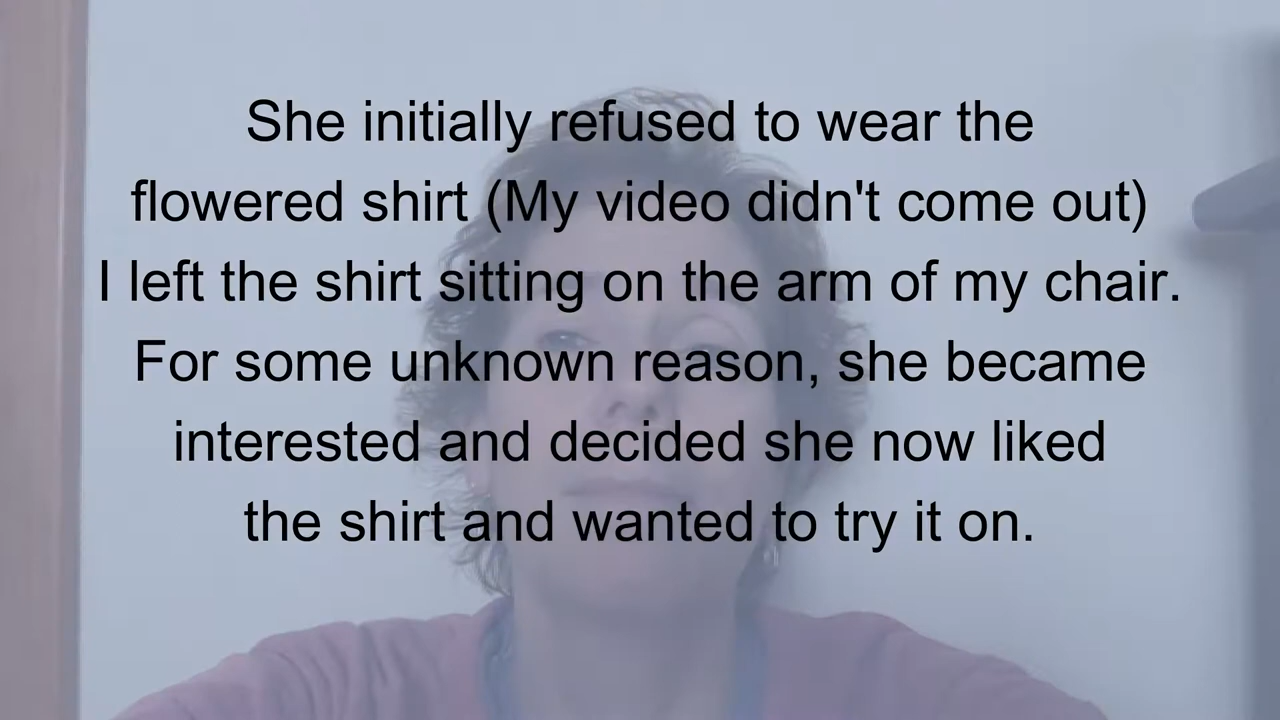 She initially refused to wear the
flowered shirt (My video didn't come out)
I left the shirt sitting on the arm of my chair.
For some unknown reason, she became
interested and decided she now liked
the shirt and wanted to try it on.